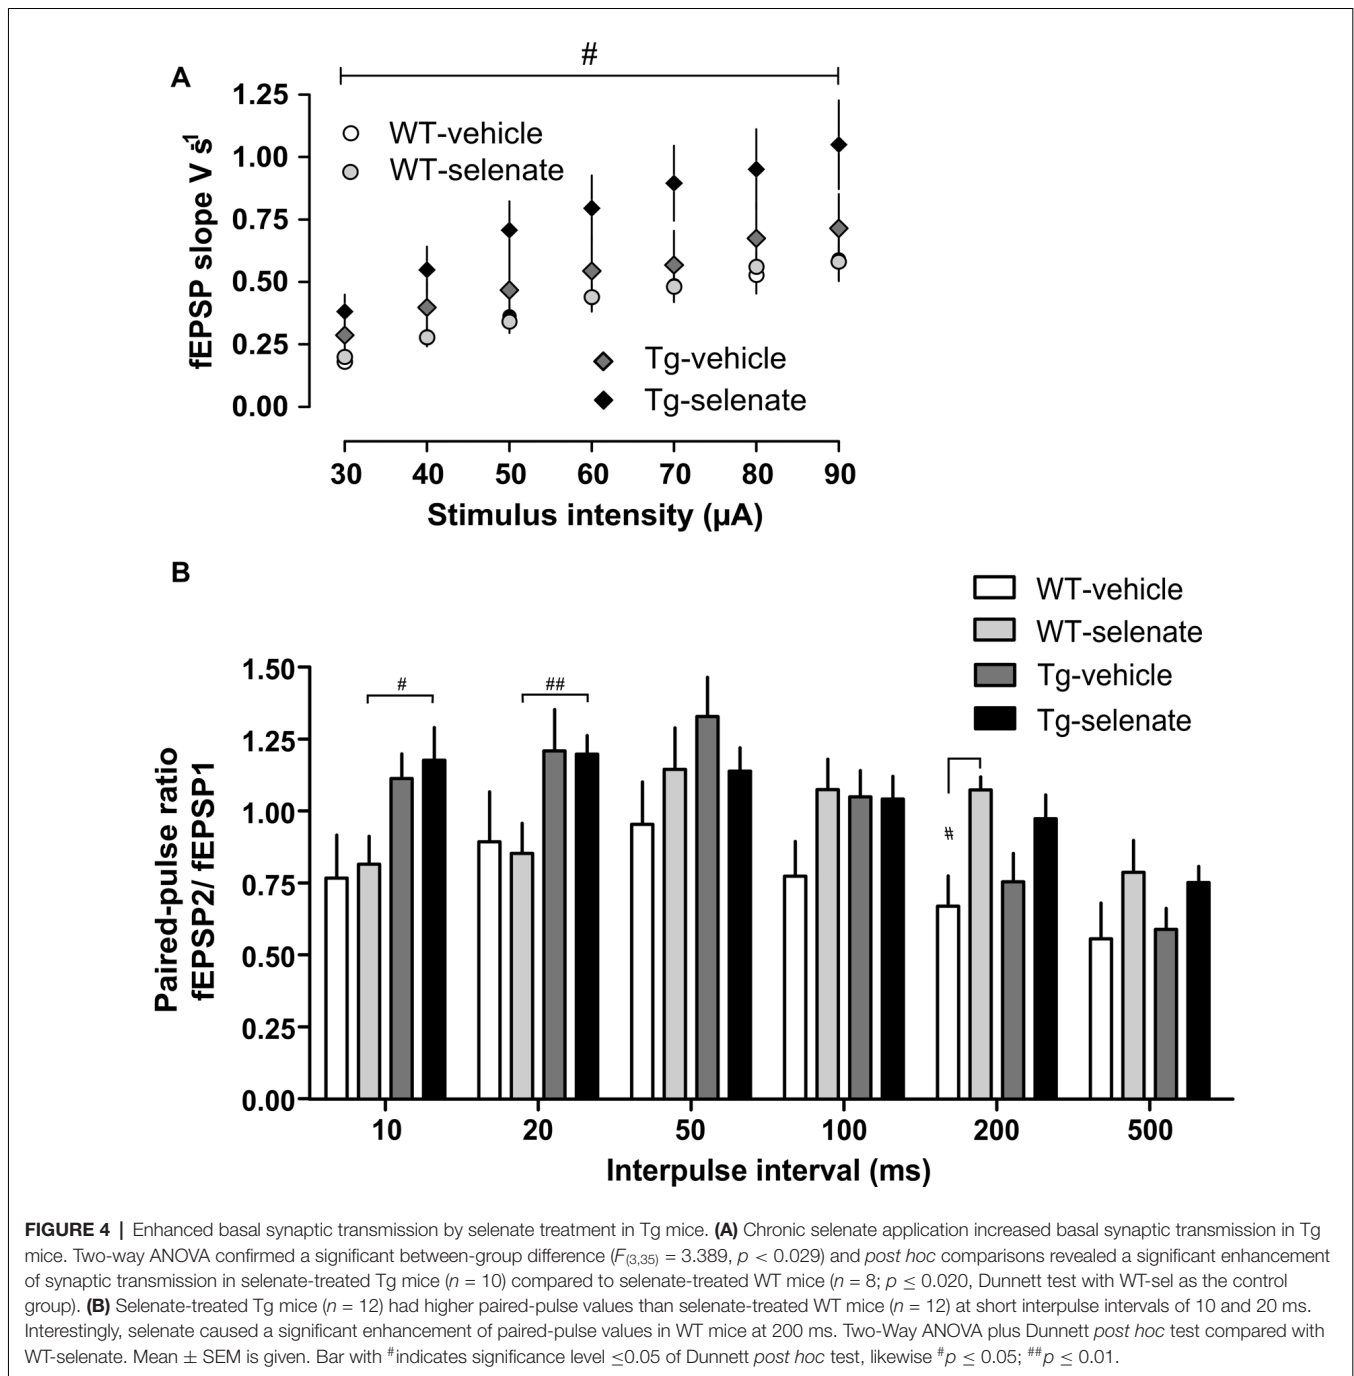 #
A
1.25
WT-vehicle
1.00
WT-selenate
0.75
0.50
0.25
Tg-vehicle
0.00
Tg-selenate
fEPSP slope V s-1
30 40 50 60 70 80 90
Stimulus intensity (µA)
B
WT-vehicle
WT-selenate
Tg-vehicle
Tg-selenate
1.50
# ##
1.25
1.00
#
0.75
0.50
0.25
0.00
Paired-pulse ratio
fEPSP2/ fEPSP1
10 20 50 100 200 500
Interpulse interval (ms)
FIGURE 4 | Enhanced basal synaptic transmission by selenate treatment in Tg mice. (A) Chronic selenate application increased basal synaptic transmission in Tg
mice. Two-way ANOVA confirmed a significant between-group difference (F(3,35) = 3.389, p < 0.029) and post hoc comparisons revealed a significant enhancement
of synaptic transmission in selenate-treated Tg mice (n = 10) compared to selenate-treated WT mice (n = 8; p ≤ 0.020, Dunnett test with WT-sel as the control
group). (B) Selenate-treated Tg mice (n = 12) had higher paired-pulse values than selenate-treated WT mice (n = 12) at short interpulse intervals of 10 and 20 ms.
Interestingly, selenate caused a significant enhancement of paired-pulse values in WT mice at 200 ms. Two-Way ANOVA plus Dunnett post hoc test compared with
WT-selenate. Mean ± SEM is given. Bar with #indicates significance level ≤0.05 of Dunnett post hoc test, likewise #p ≤ 0.05; ##p ≤ 0.01.